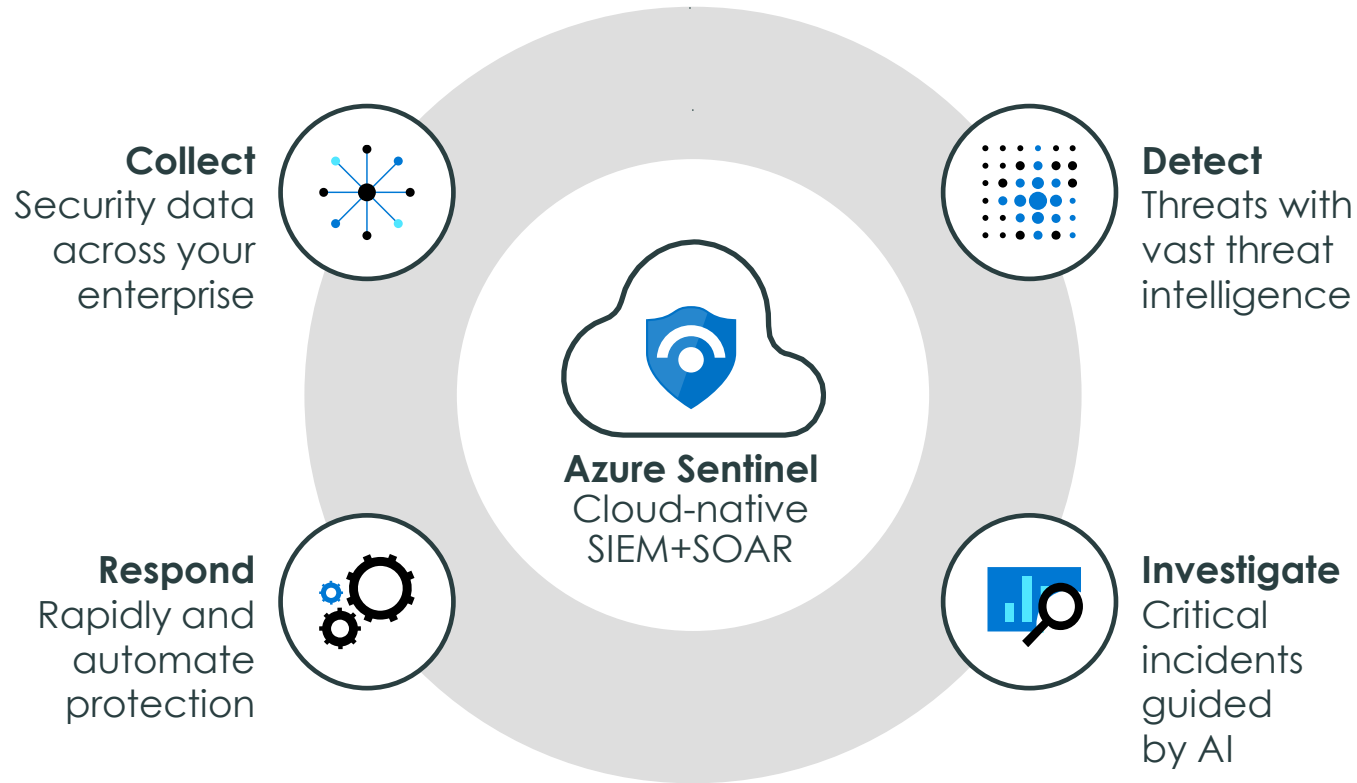 Collect
Security data
across your
enterprise
Detect
Threats with
vast threat
intelligence
Azure Sentinel
Cloud-native
SIEM+SOAR
Respond
Rapidly and
automate
protection
Investigate
Critical
incidents
guided
by AI